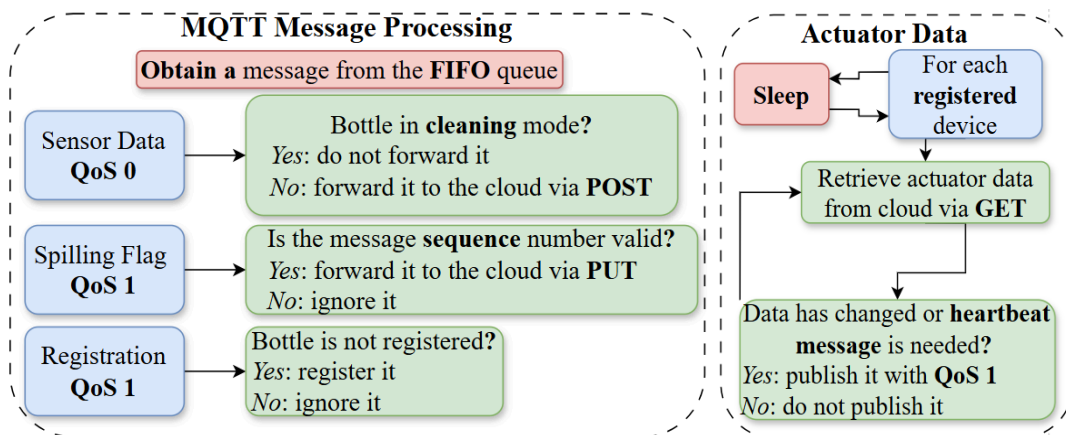 MQTT Message Processing
Obtain a message from the FIFO queue
Sensor Data
QoS 0
Bottle in cleaning mode?
Yes: do not forward it
No: forward it to the cloud via POST
Spilling Flag
QoS 1
Is the message sequence number valid?
Yes: forward it to the cloud via PUT
No: ignore it
Registration
QoS 1
Bottle is not registered?
Yes: register it
No: ignore it
Actuator Data
Sleep
For each
registered
device
Retrieve actuator data
from cloud via GET
Data has changed or heartbeat
message is needed?
Yes: publish it with QoS 1
No: do not publish it